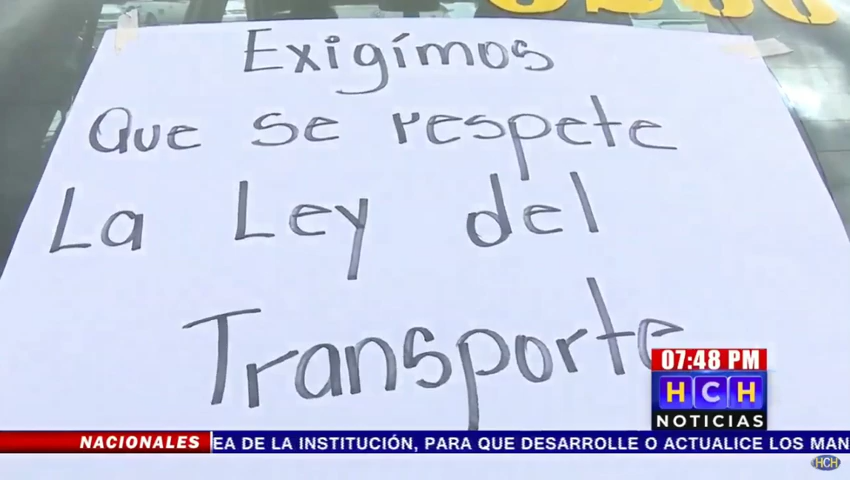 Exigímos
Que se respete
La Ley del
Transporte
07:48 PM
HCH
NOTICIAS
NACIONALES EA DE LA INSTITUCIÓN, PARA QUE DESARROLLE O ACTUALICE LOS MAN
HCH